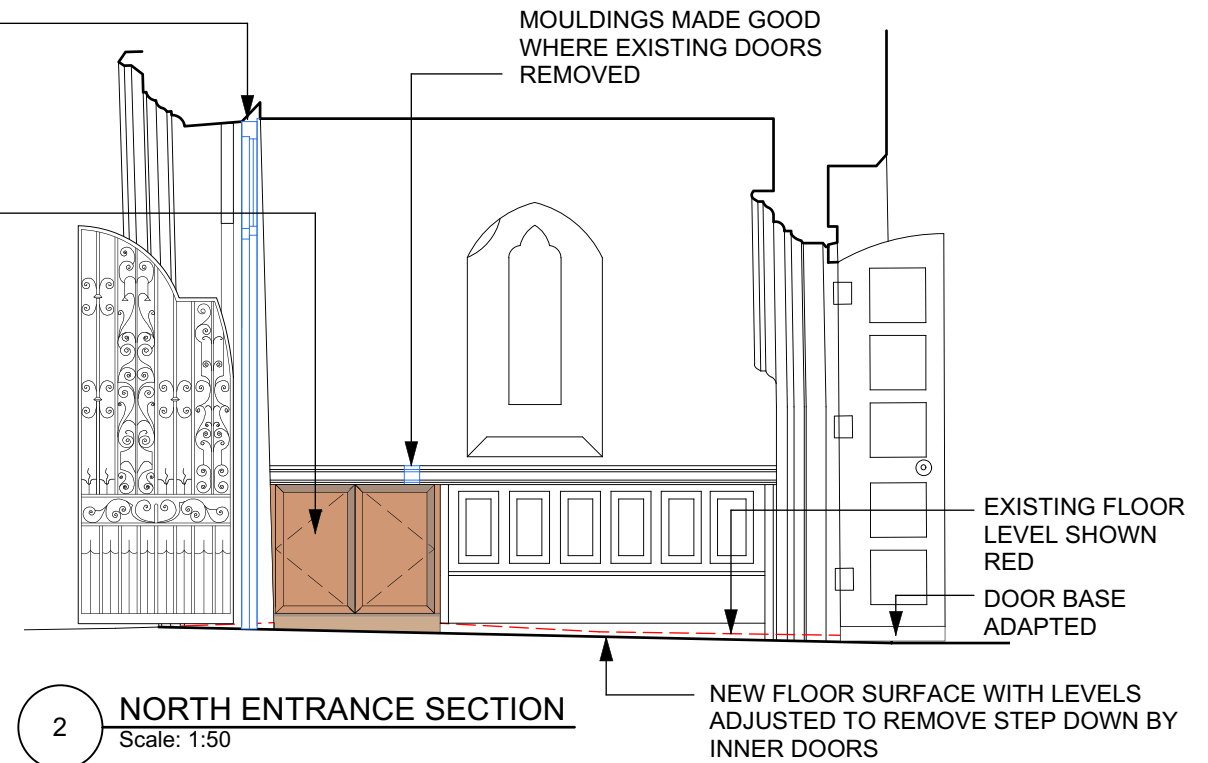 MOULDINGS MADE GOOD
WHERE EXISTING DOORS
REMOVED
EXISTING FLOOR
LEVEL SHOWN
RED
DOOR BASE
ADAPTED
NEW FLOOR SURFACE WITH LEVELS
ADJUSTED TO REMOVE STEP DOWN BY
INNER DOORS
2
NORTH ENTRANCE SECTION
Scale: 1:50